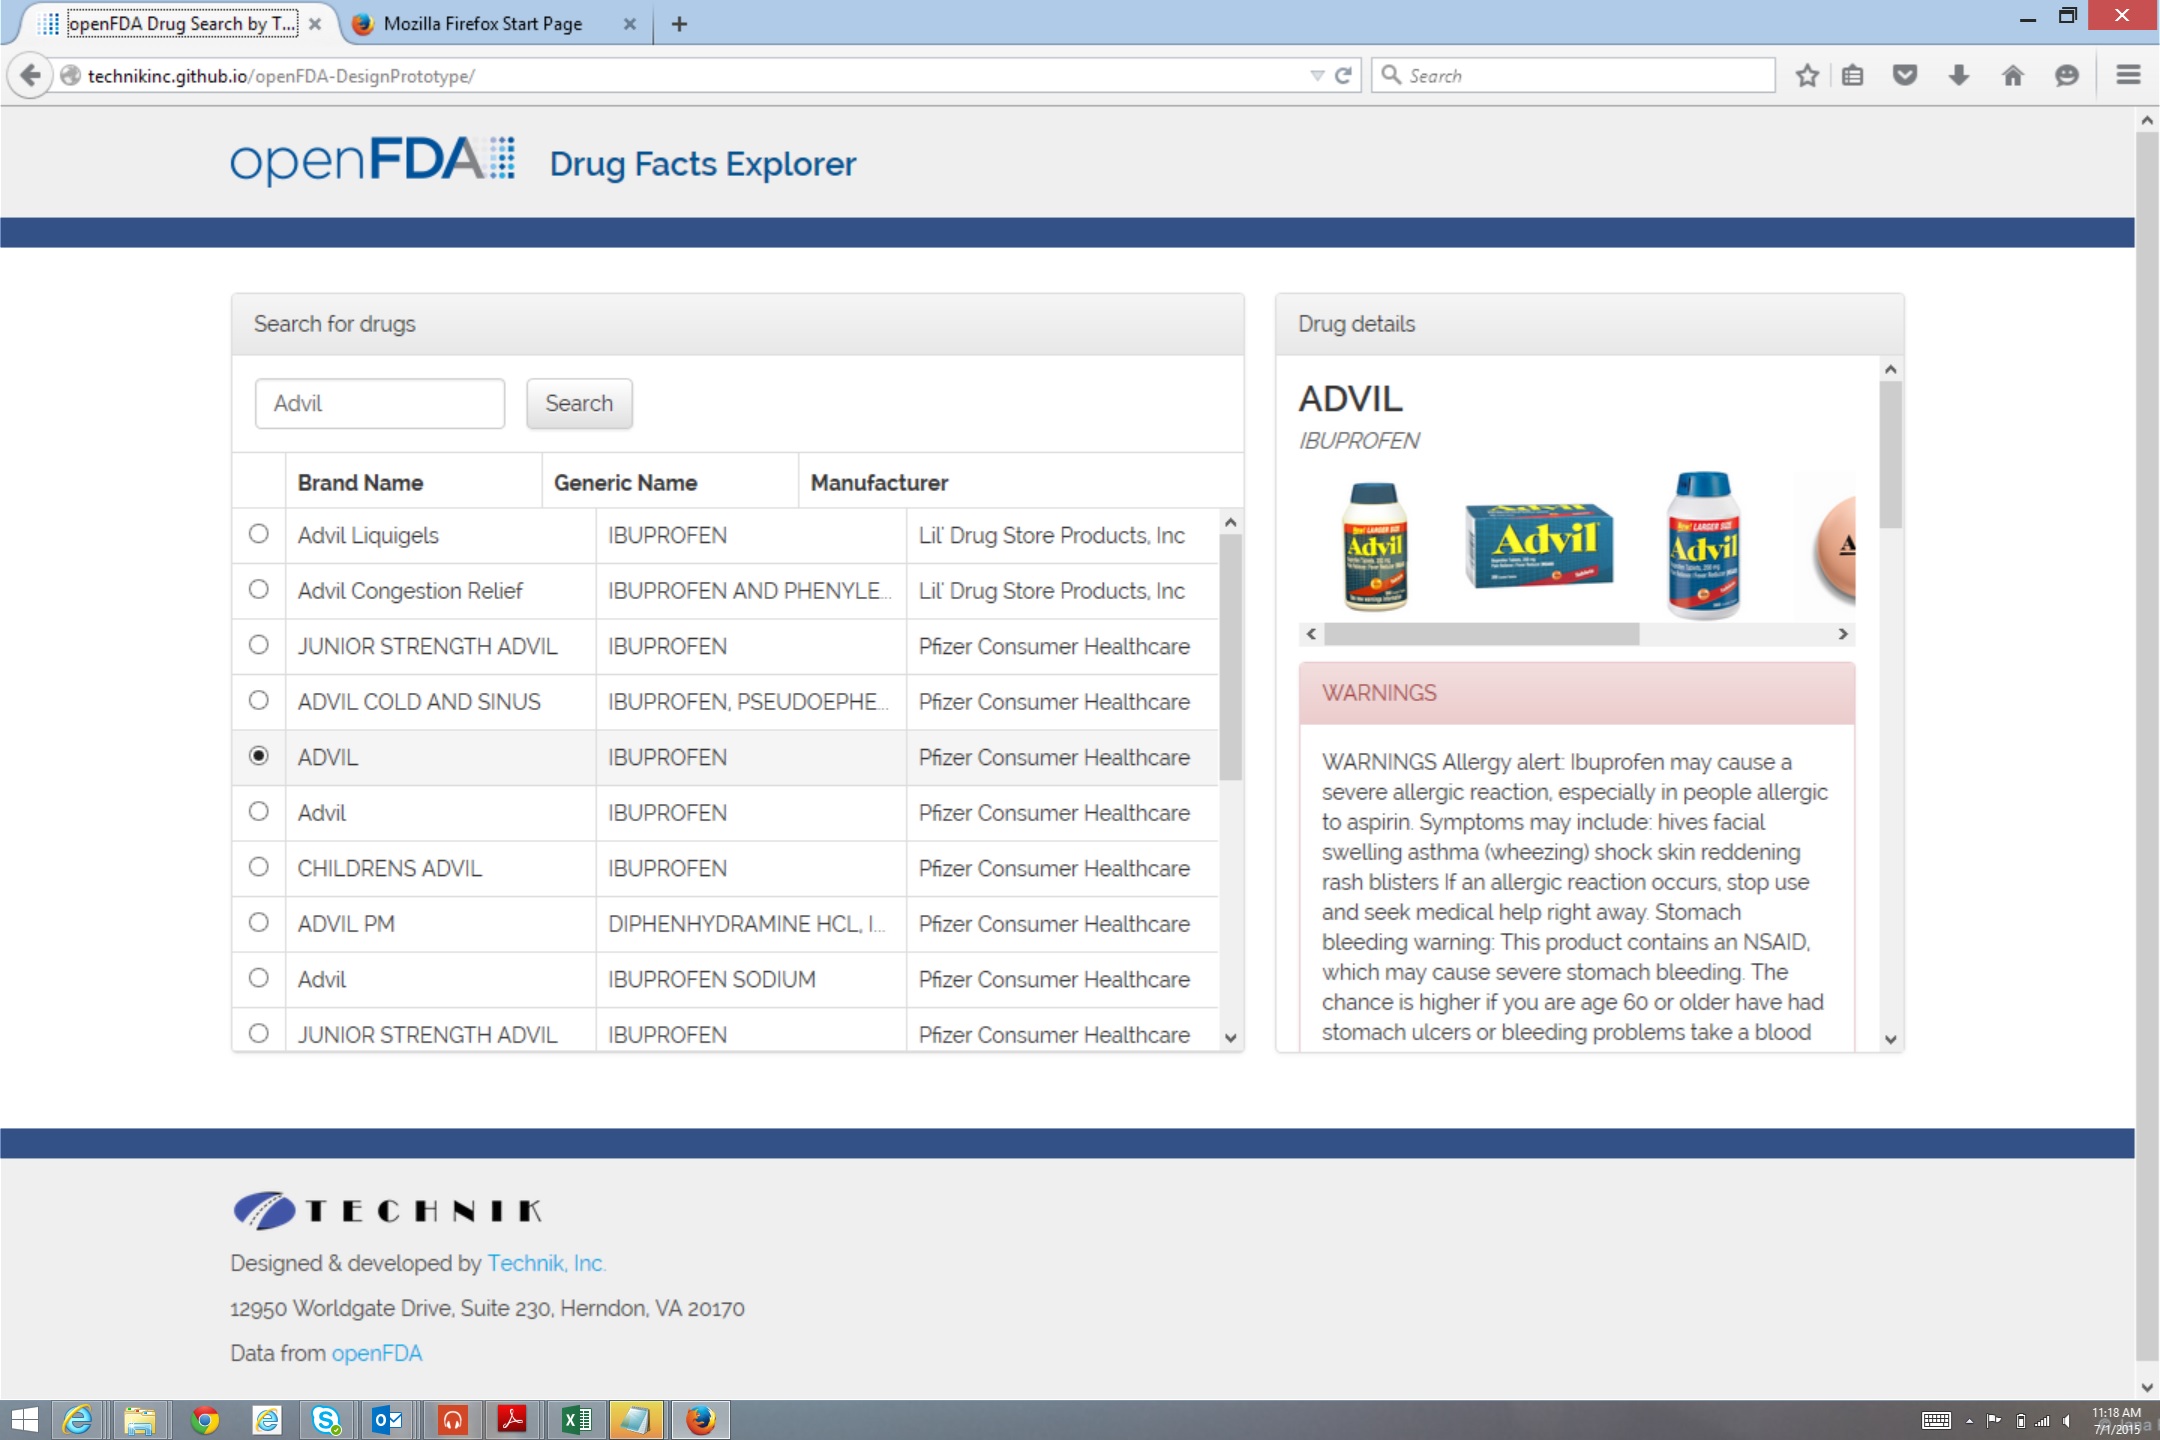 openFDA Drug Search by T...
Mozilla Firefox Start Page
technikinc.github.io/openFDA-DesignPrototype/
Search
openFDA Drug Facts Explorer
Search for drugs
Advil
Search
Brand Name Generic Name Manufacturer
Advil Liquigels IBUPROFEN Lil' Drug Store Products, Inc
Advil Congestion Relief IBUPROFEN AND PHENYLE... Lil' Drug Store Products, Inc
JUNIOR STRENGTH ADVIL IBUPROFEN Pfizer Consumer Healthcare
ADVIL COLD AND SINUS IBUPROFEN, PSEUDOEPHE... Pfizer Consumer Healthcare
ADVIL IBUPROFEN Pfizer Consumer Healthcare
Advil IBUPROFEN Pfizer Consumer Healthcare
CHILDRENS ADVIL IBUPROFEN Pfizer Consumer Healthcare
ADVIL PM DIPHENHYDRAMINE HCL, I... Pfizer Consumer Healthcare
Advil IBUPROFEN SODIUM Pfizer Consumer Healthcare
JUNIOR STRENGTH ADVIL IBUPROFEN Pfizer Consumer Healthcare
Drug details
ADVIL
IBUPROFEN
Advil
Advil
Advil
A
WARNINGS
WARNINGS Allergy alert: Ibuprofen may cause a
severe allergic reaction, especially in people allergic
to aspirin. Symptoms may include: hives facial
swelling asthma (wheezing) shock skin reddening
rash blisters If an allergic reaction occurs, stop use
and seek medical help right away. Stomach
bleeding warning: This product contains an NSAID,
which may cause severe stomach bleeding. The
chance is higher if you are age 60 or older have had
stomach ulcers or bleeding problems take a blood
TECHNIK
Designed & developed by Technik, Inc.
12950 Worldgate Drive, Suite 230, Herndon, VA 20170
Data from openFDA
11:18 AM
7/1/2015